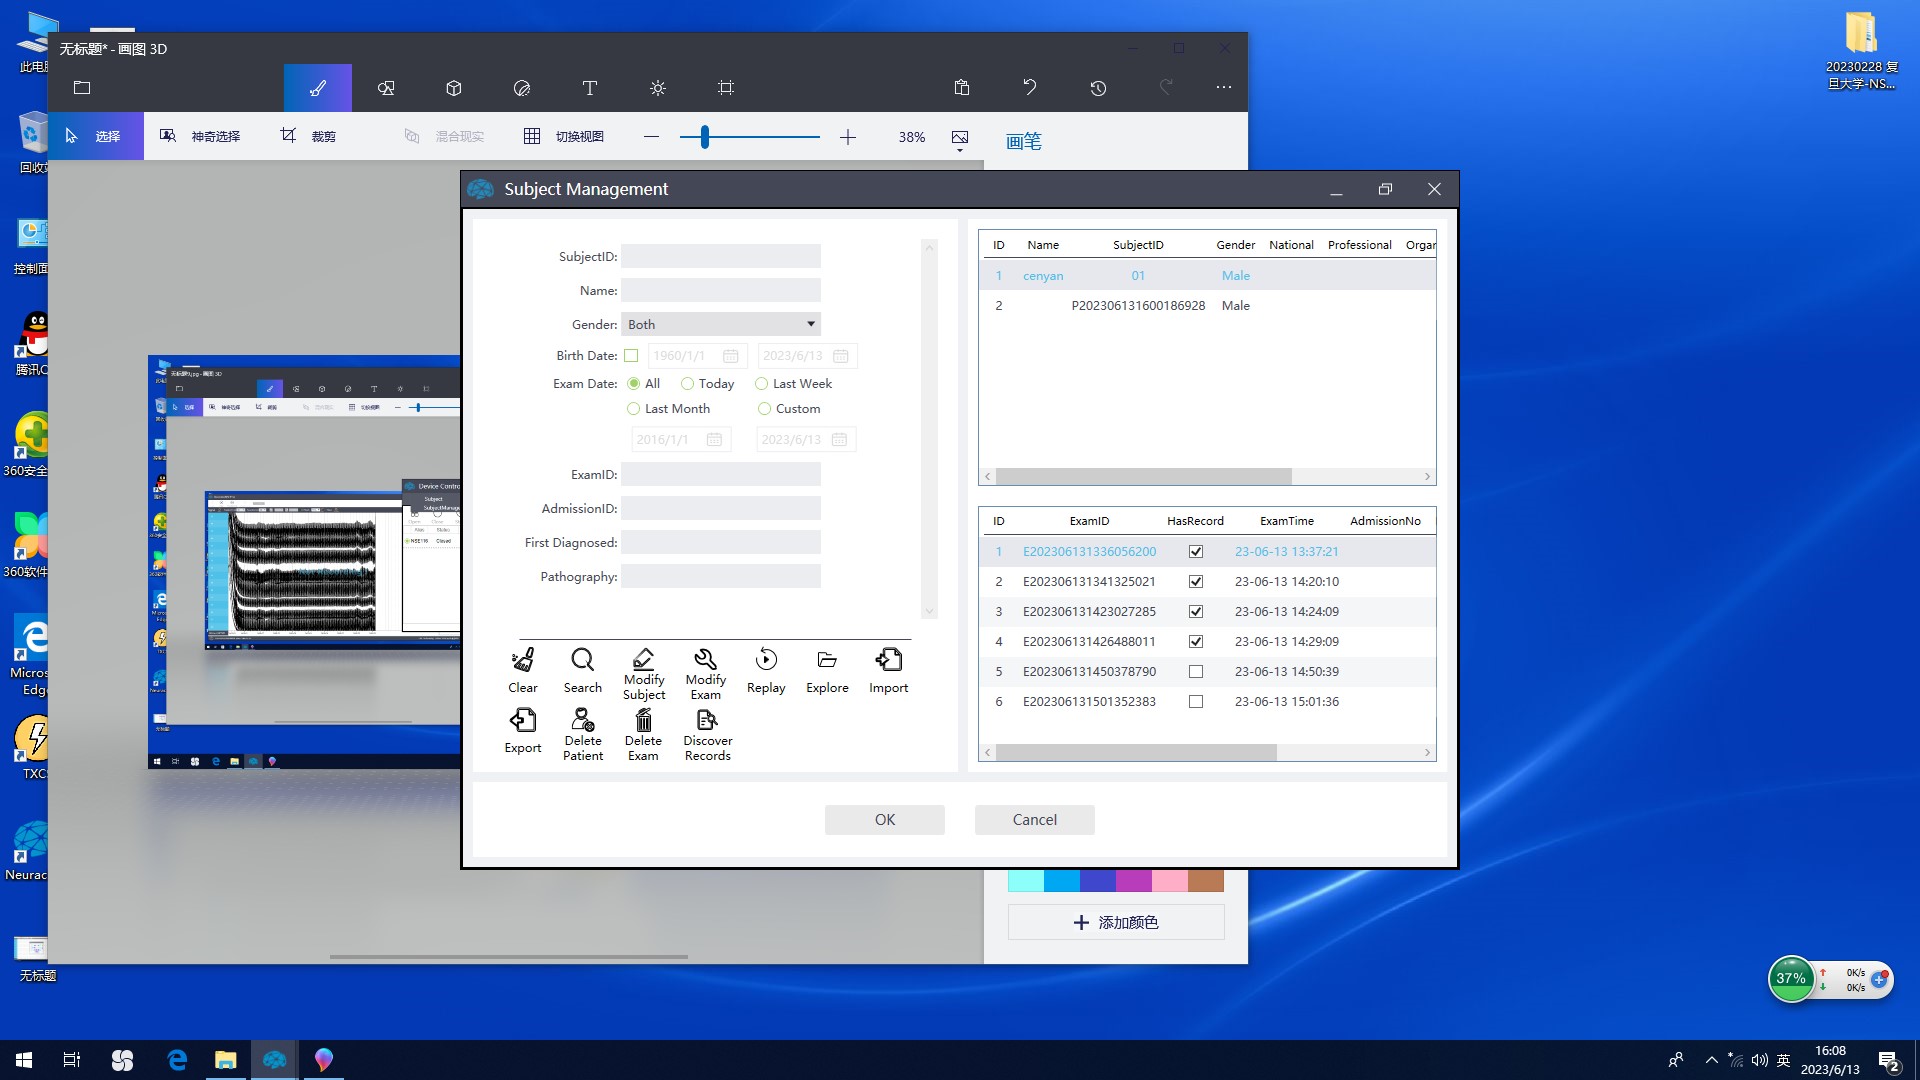 此电脑
回收站
控制面
腾讯Q
360安全
360软件
Micros
Edg
TXC
Neurac
无标题
20230228 复
旦大学-NS...
无标题* - 画图 3D
选择
神奇选择
裁剪
混合现实
切换视图
38%
画笔
Device Contro
Subject
SubjectManage
Subject Management
SubjectID:
Name:
Gender: Both
Birth Date: 1960/1/1 2023/6/13
Exam Date: All Today Last Week
Last Month Custom
2016/1/1 2023/6/13
ExamID:
AdmissionID:
First Diagnosed:
Pathography:
Clear Search Modify Subject Modify Exam Replay Explore Import
Export Delete Patient Delete Exam Discover Records
ID Name SubjectID Gender National Professional Organ
1 cenyan 01 Male
2 P202306131600186928 Male
ID ExamID HasRecord ExamTime AdmissionNo
1 E202306131336056200 23-06-13 13:37:21
2 E202306131341325021 23-06-13 14:20:10
3 E202306131423027285 23-06-13 14:24:09
4 E202306131426488011 23-06-13 14:29:09
5 E202306131450378790 23-06-13 14:50:39
6 E202306131501352383 23-06-13 15:01:36
OK Cancel
添加颜色
37%
0K/s
0K/s
英
16:08
2023/6/13
2